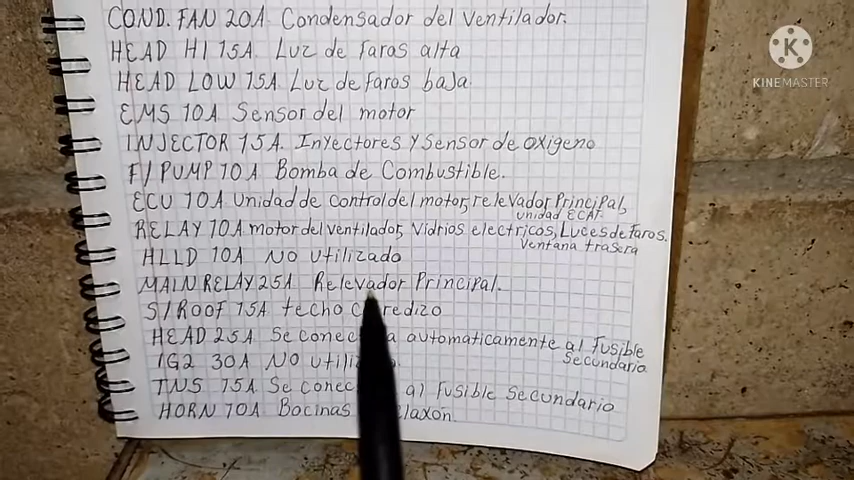 COND. FAN 20A Condensador del Ventilador.
HEAD HI 15A Luz de Faros alta
HEAD LOW 15A Luz de Faros baja.
EMS 10A Sensor del motor
INJECTOR 15A. Inyectores y Sensor de oxigeno
F/PUMP 10A Bomba de Combustible.
ECU 10A unidad de control del motor, relevador Principal,
unidad ECAT.
RELAY 10A motor del ventilador, Vidrios electricos, Luces de Faros.
Ventana trasera
HLLD 10A No utilizado
MAIN RELAY 25A Relevador Principal.
S/ROOF 15A techo
HEAD 25A Se automaticamente al Fusible
Secundario.
IG2 30A NO
TNS 15A Se al Fusible Secundario
HORN 10A Bocinas
KINEMASTER